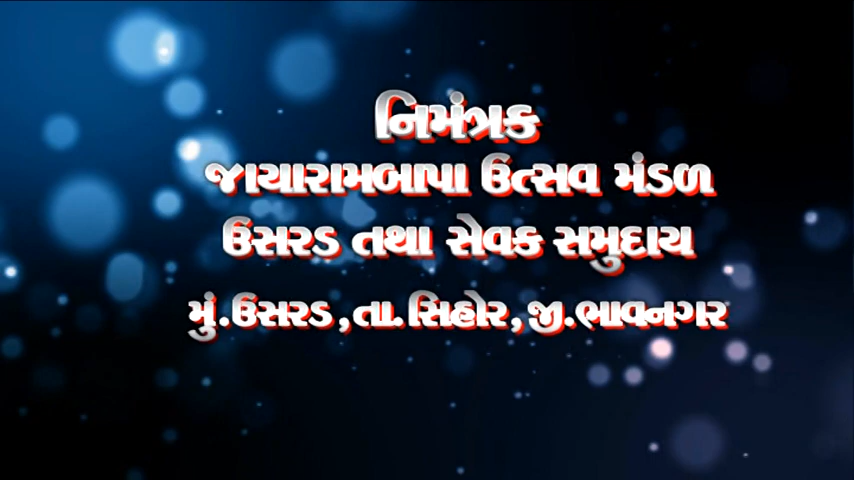 નિમંત્રક
જાયારામબાપા ઉત્સવ મંડળ
ઉસરડ તથા સેવક સમુદાય
મું.ઉસરડ,તા.સિહોર,જી.ભાવનગર